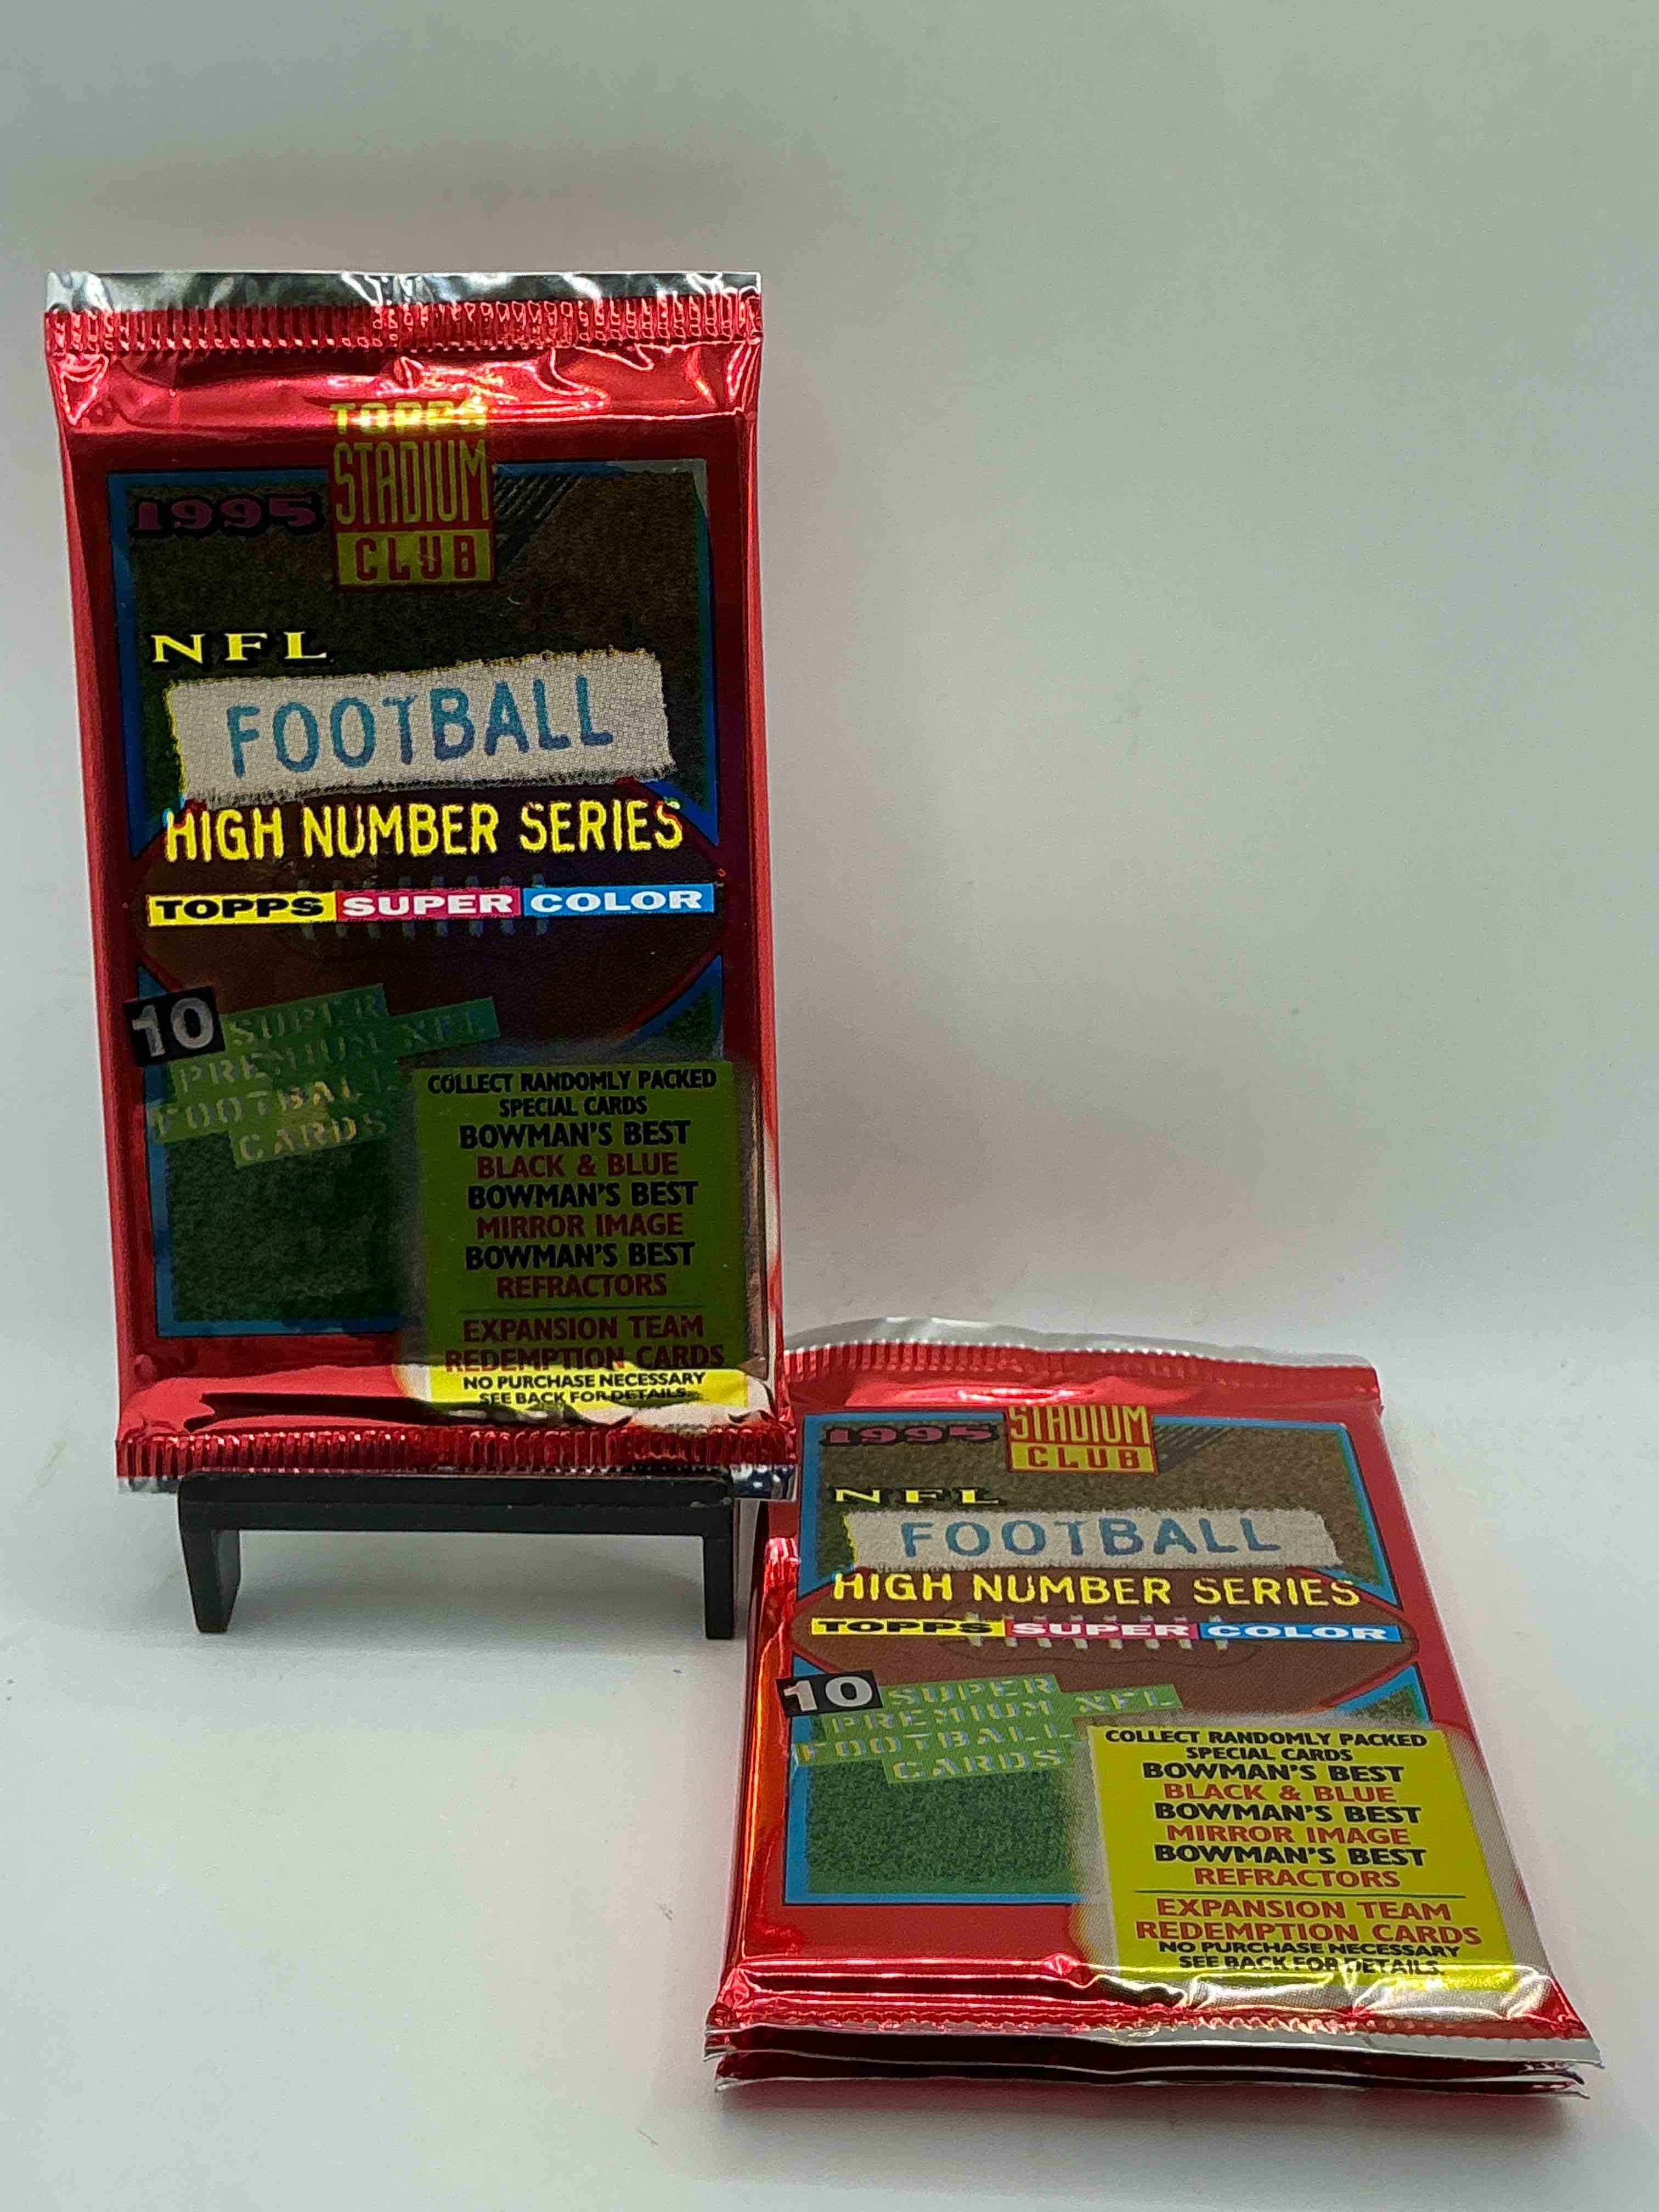 TOPPS
STADIUM
CLUB
1995
NFL
FOOTBALL
HIGH NUMBER SERIES
TOPPS SUPER COLOR
10 SUPER
PREMIUM NFL
FOOTBALL
CARDS
COLLECT RANDOMLY PACKED
SPECIAL CARDS
BOWMAN'S BEST
BLACK & BLUE
BOWMAN'S BEST
MIRROR IMAGE
BOWMAN'S BEST
REFRACTORS
EXPANSION TEAM
REDEMPTION CARDS
NO PURCHASE NECESSARY
SEE BACK FOR DETAILS.
1995
STADIUM
CLUB
NFL
FOOTBALL
HIGH NUMBER SERIES
TOPPS SUPER COLOR
10 SUPER
PREMIUM NFL
FOOTBALL
CARDS
COLLECT RANDOMLY PACKED
SPECIAL CARDS
BOWMAN'S BEST
BLACK & BLUE
BOWMAN'S BEST
MIRROR IMAGE
BOWMAN'S BEST
REFRACTORS
EXPANSION TEAM
REDEMPTION CARDS
NO PURCHASE NECESSARY
SEE BACK FOR DETAILS.